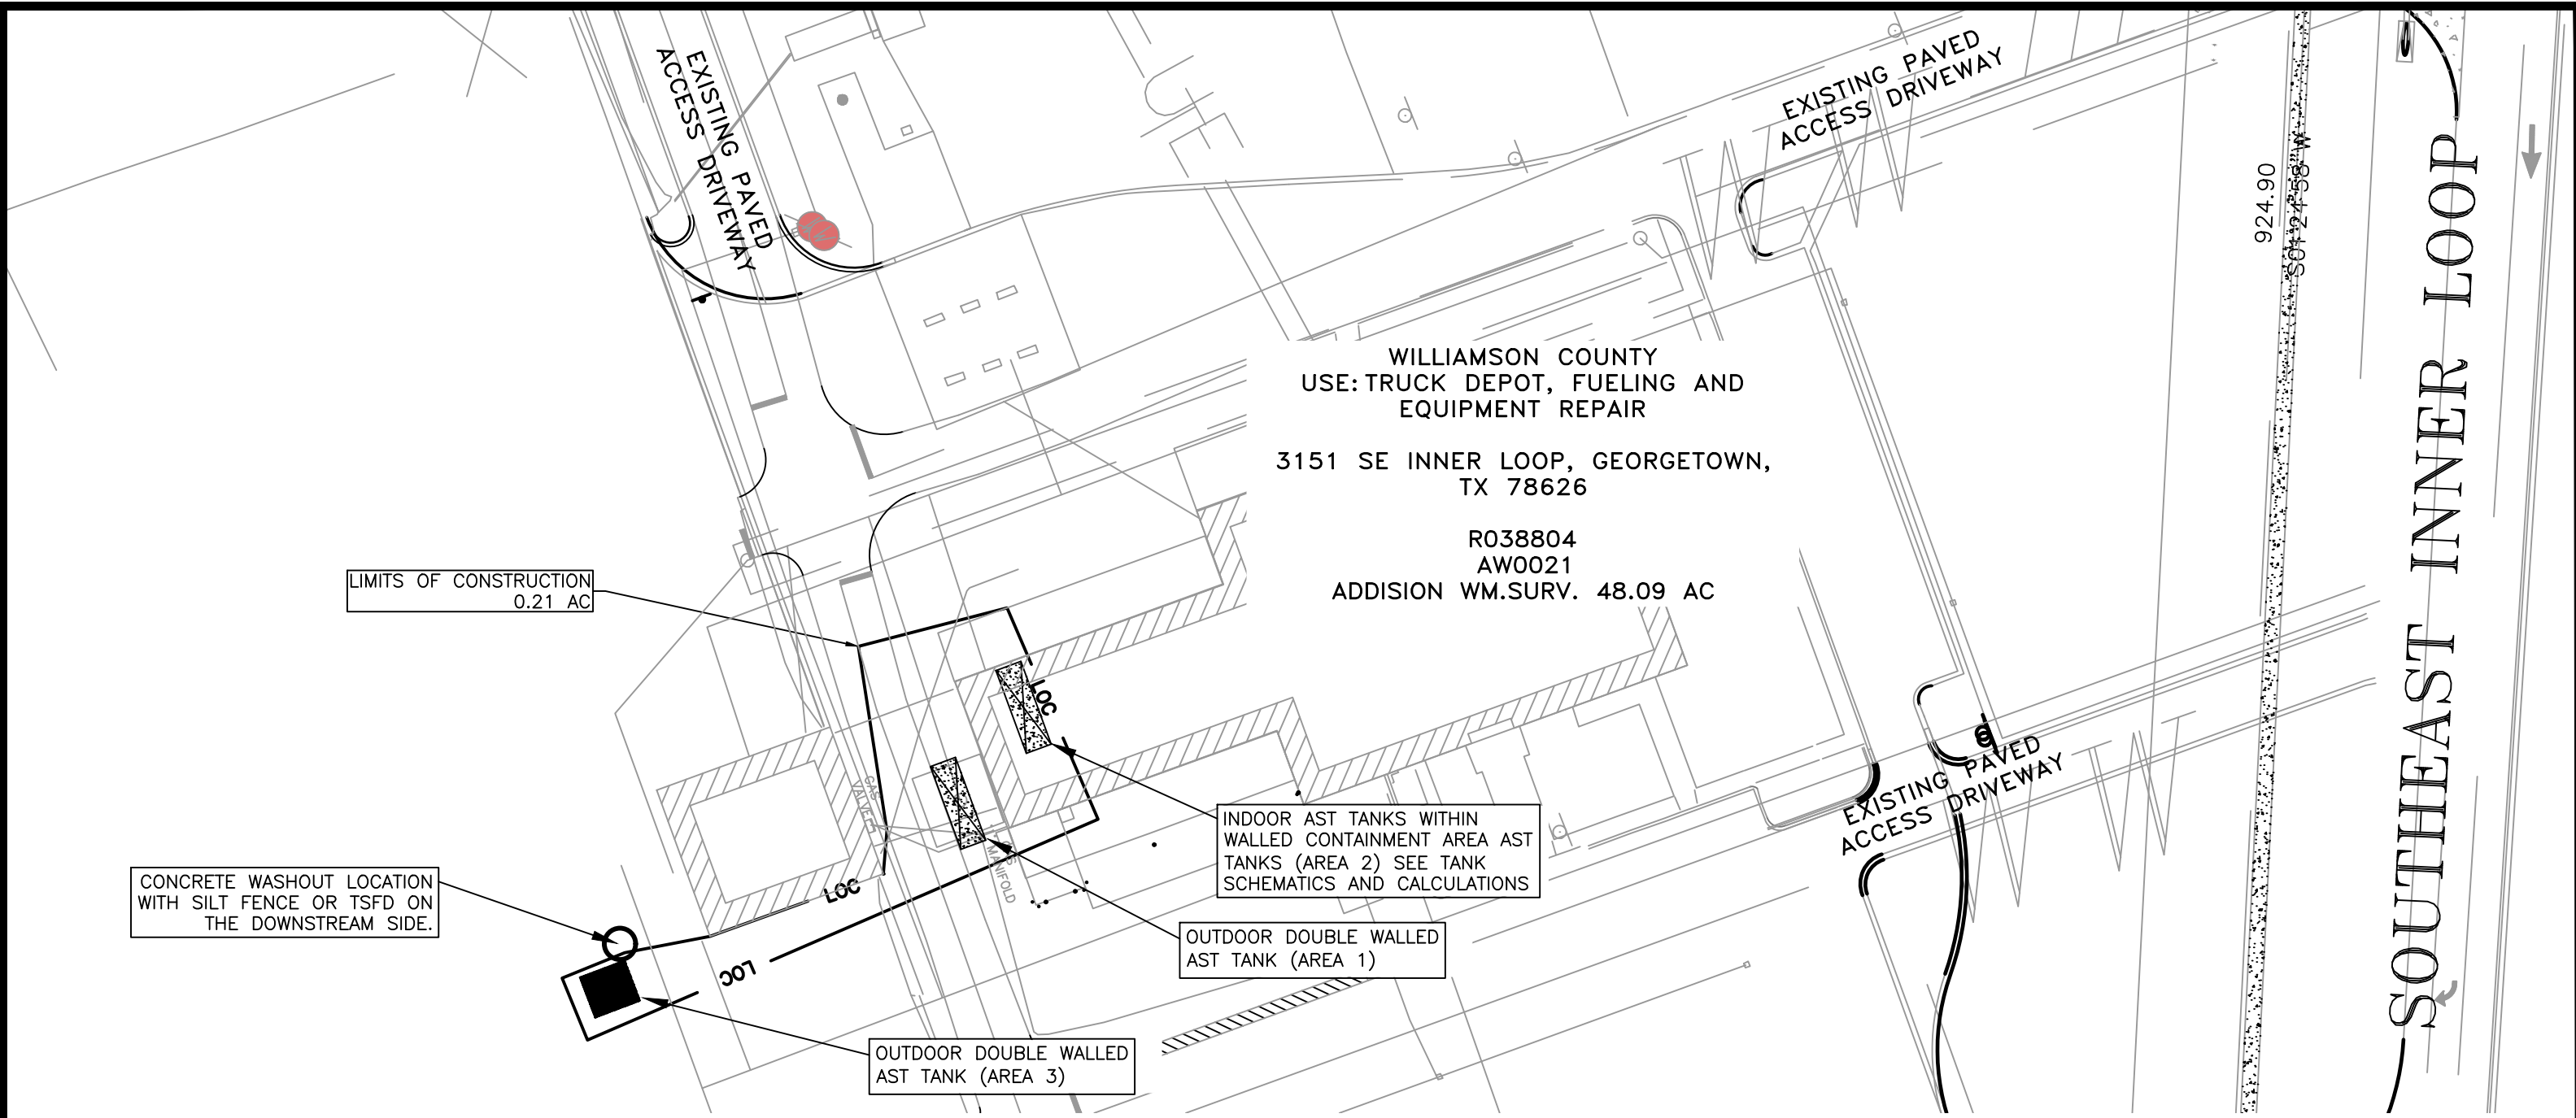 EXISTING PAVED
ACCESS DRIVEWAY
EXISTING PAVED
ACCESS DRIVEWAY
924.90
SOUTHEAST INNER LOOP
WILLIAMSON COUNTY
USE: TRUCK DEPOT, FUELING AND
EQUIPMENT REPAIR
3151 SE INNER LOOP, GEORGETOWN,
TX 78626
R038804
AW0021
ADDISION WM.SURV. 48.09 AC
LIMITS OF CONSTRUCTION
0.21 AC
LOC
GAS
VALVE
MANIFOLD
EXISTING PAVED
ACCESS DRIVEWAY
INDOOR AST TANKS WITHIN
WALLED CONTAINMENT AREA AST
TANKS (AREA 2) SEE TANK
SCHEMATICS AND CALCULATIONS
CONCRETE WASHOUT LOCATION
WITH SILT FENCE OR TSFD ON
THE DOWNSTREAM SIDE.
LOC
LOC
OUTDOOR DOUBLE WALLED
AST TANK (AREA 1)
OUTDOOR DOUBLE WALLED
AST TANK (AREA 3)